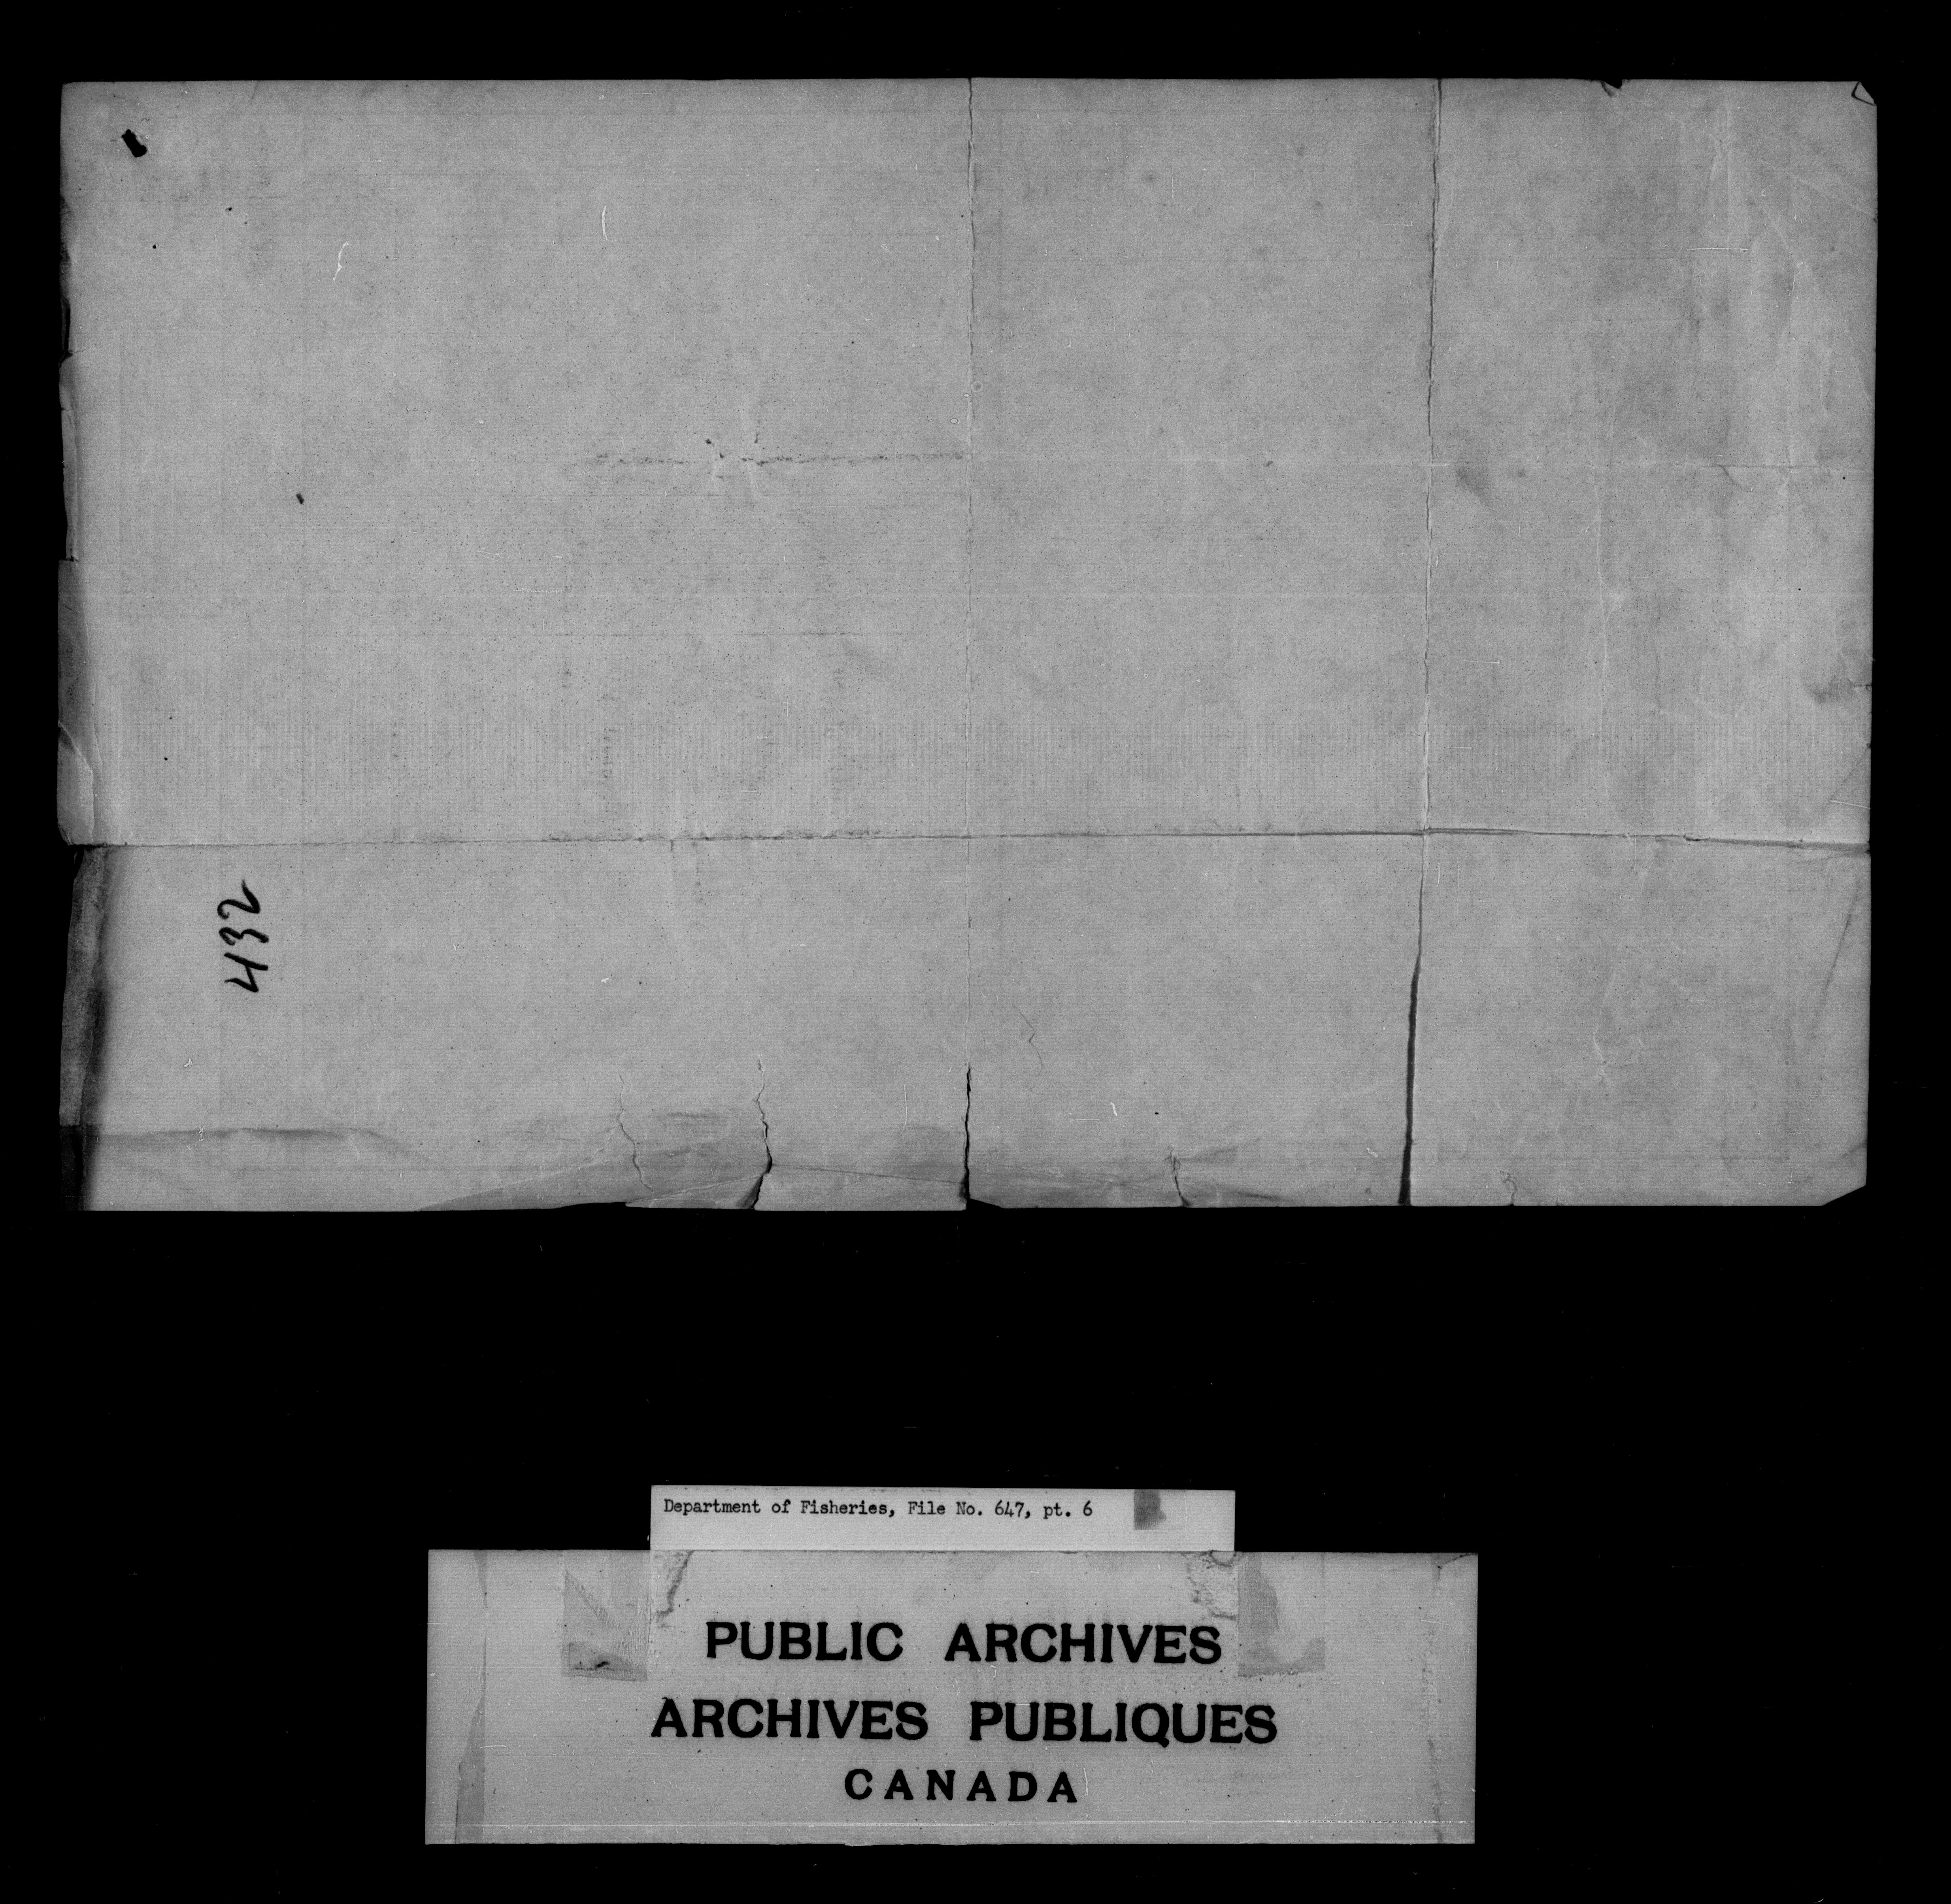 432
Department of Fisheries, File No. 647, pt. 6
PUBLIC ARCHIVES
ARCHIVES PUBLIQUES
CANADA